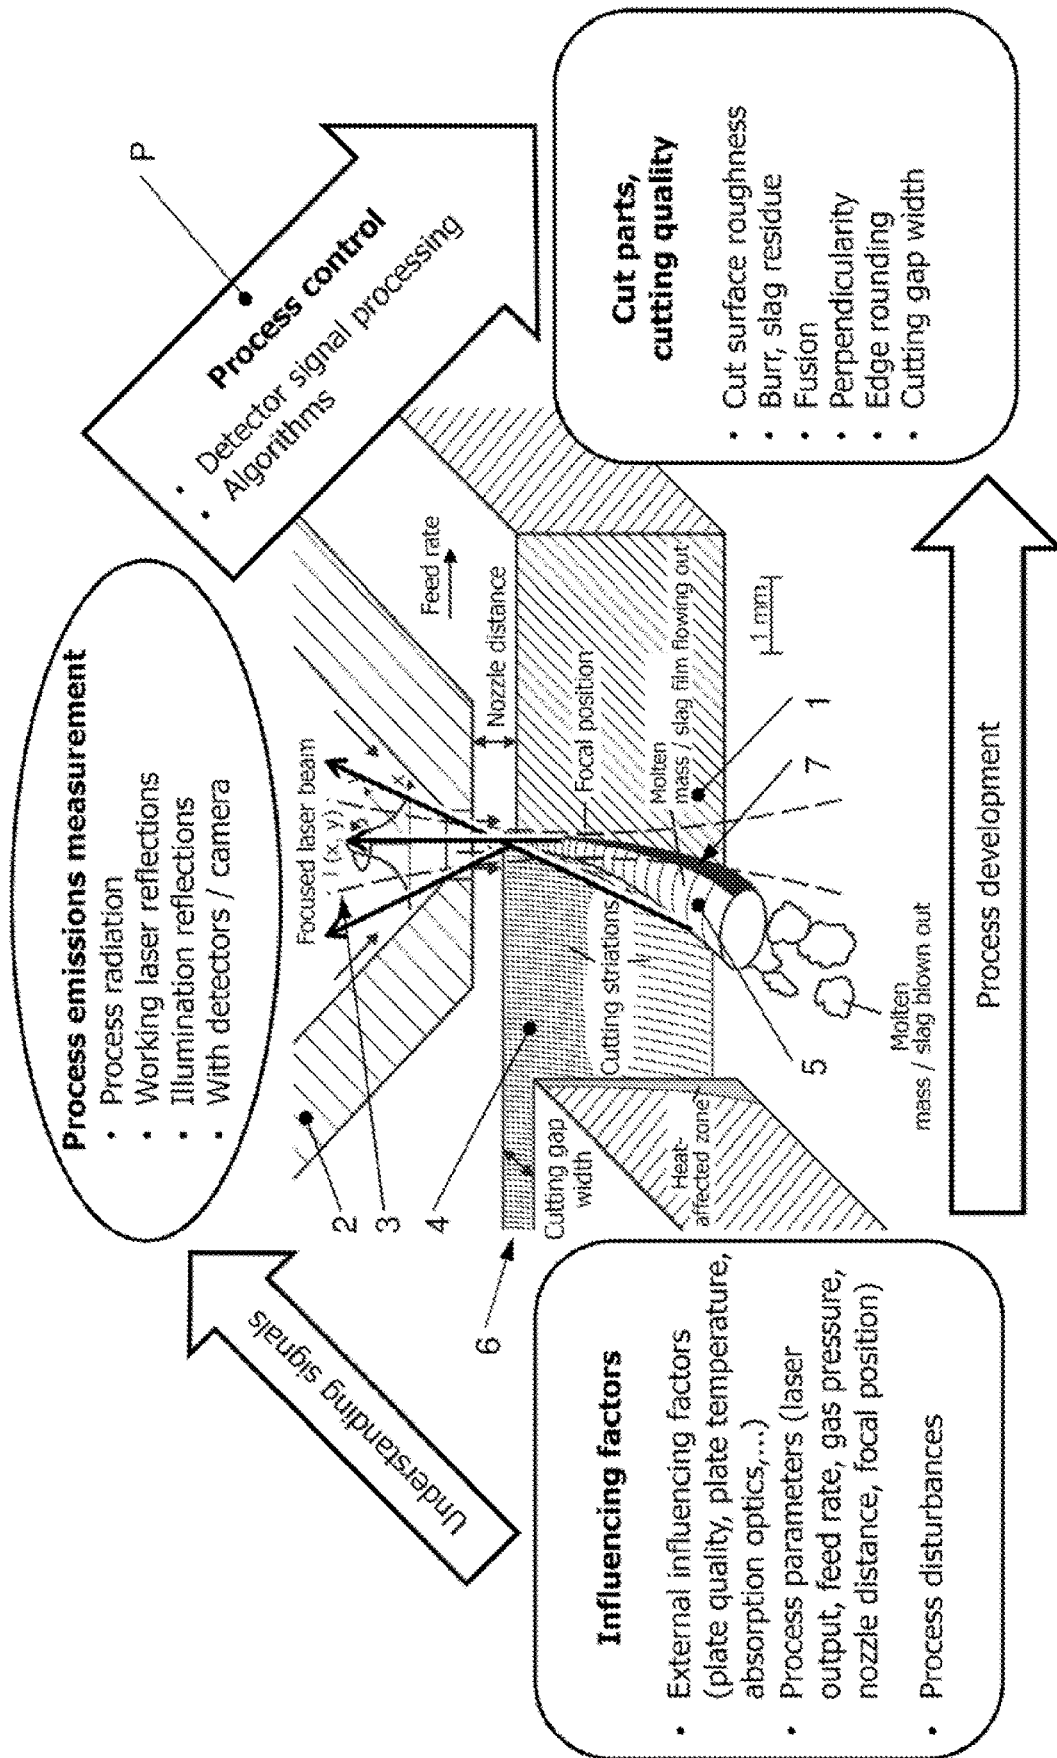 Process emissions measurement
• Process radiation
• Working laser reflections
• Illumination reflections
• With detectors / camera
Understanding signals
Process control
• Detector signal processing
• Algorithms
P
Focused laser beam
I (x, y)
y
x
2
3
4
6
Feed rate
Nozzle distance
Cutting gap
width
Cutting striations
Focal position
Heat-
affected zone
Molten
mass / slag film flowing out
1 mm
5
7
1
Molten
mass / slag blown out
Influencing factors
• External influencing factors
(plate quality, plate temperature,
absorption optics,...)
• Process parameters (laser
output, feed rate, gas pressure,
nozzle distance, focal position)
• Process disturbances
Process development
Cut parts,
cutting quality
• Cut surface roughness
• Burr, slag residue
• Fusion
• Perpendicularity
• Edge rounding
• Cutting gap width